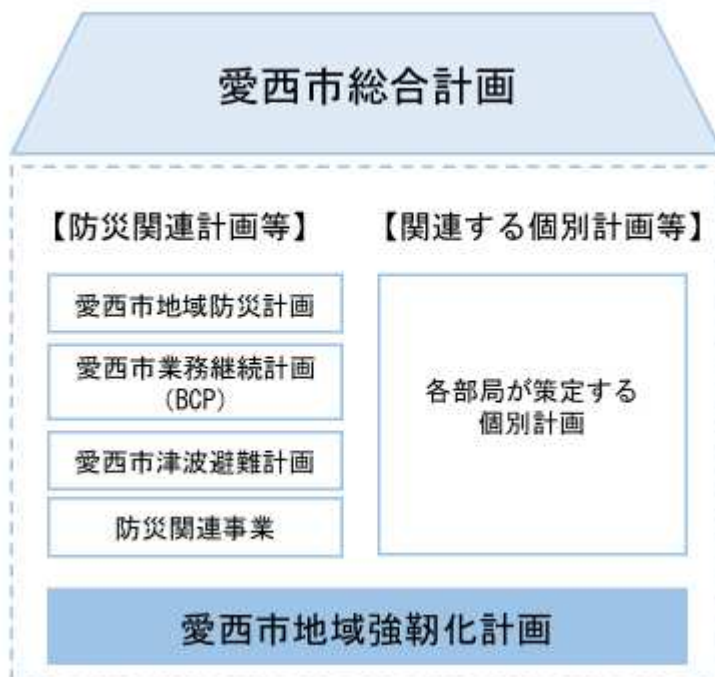 愛西市総合計画
【防災関連計画等】
愛西市地域防災計画
愛西市業務継続計画
(BCP)
愛西市津波避難計画
防災関連事業
【関連する個別計画等】
各部局が策定する
個別計画
愛西市地域強靱化計画